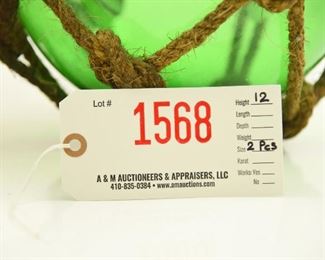 Lot #
1568
Height 12
Length
Depth
Weight
Size 2 Pcs
Karat
Works: Yes
No
A & M AUCTIONEERS & APPRAISERS, LLC
410-835-0384 • www.amauctions.com